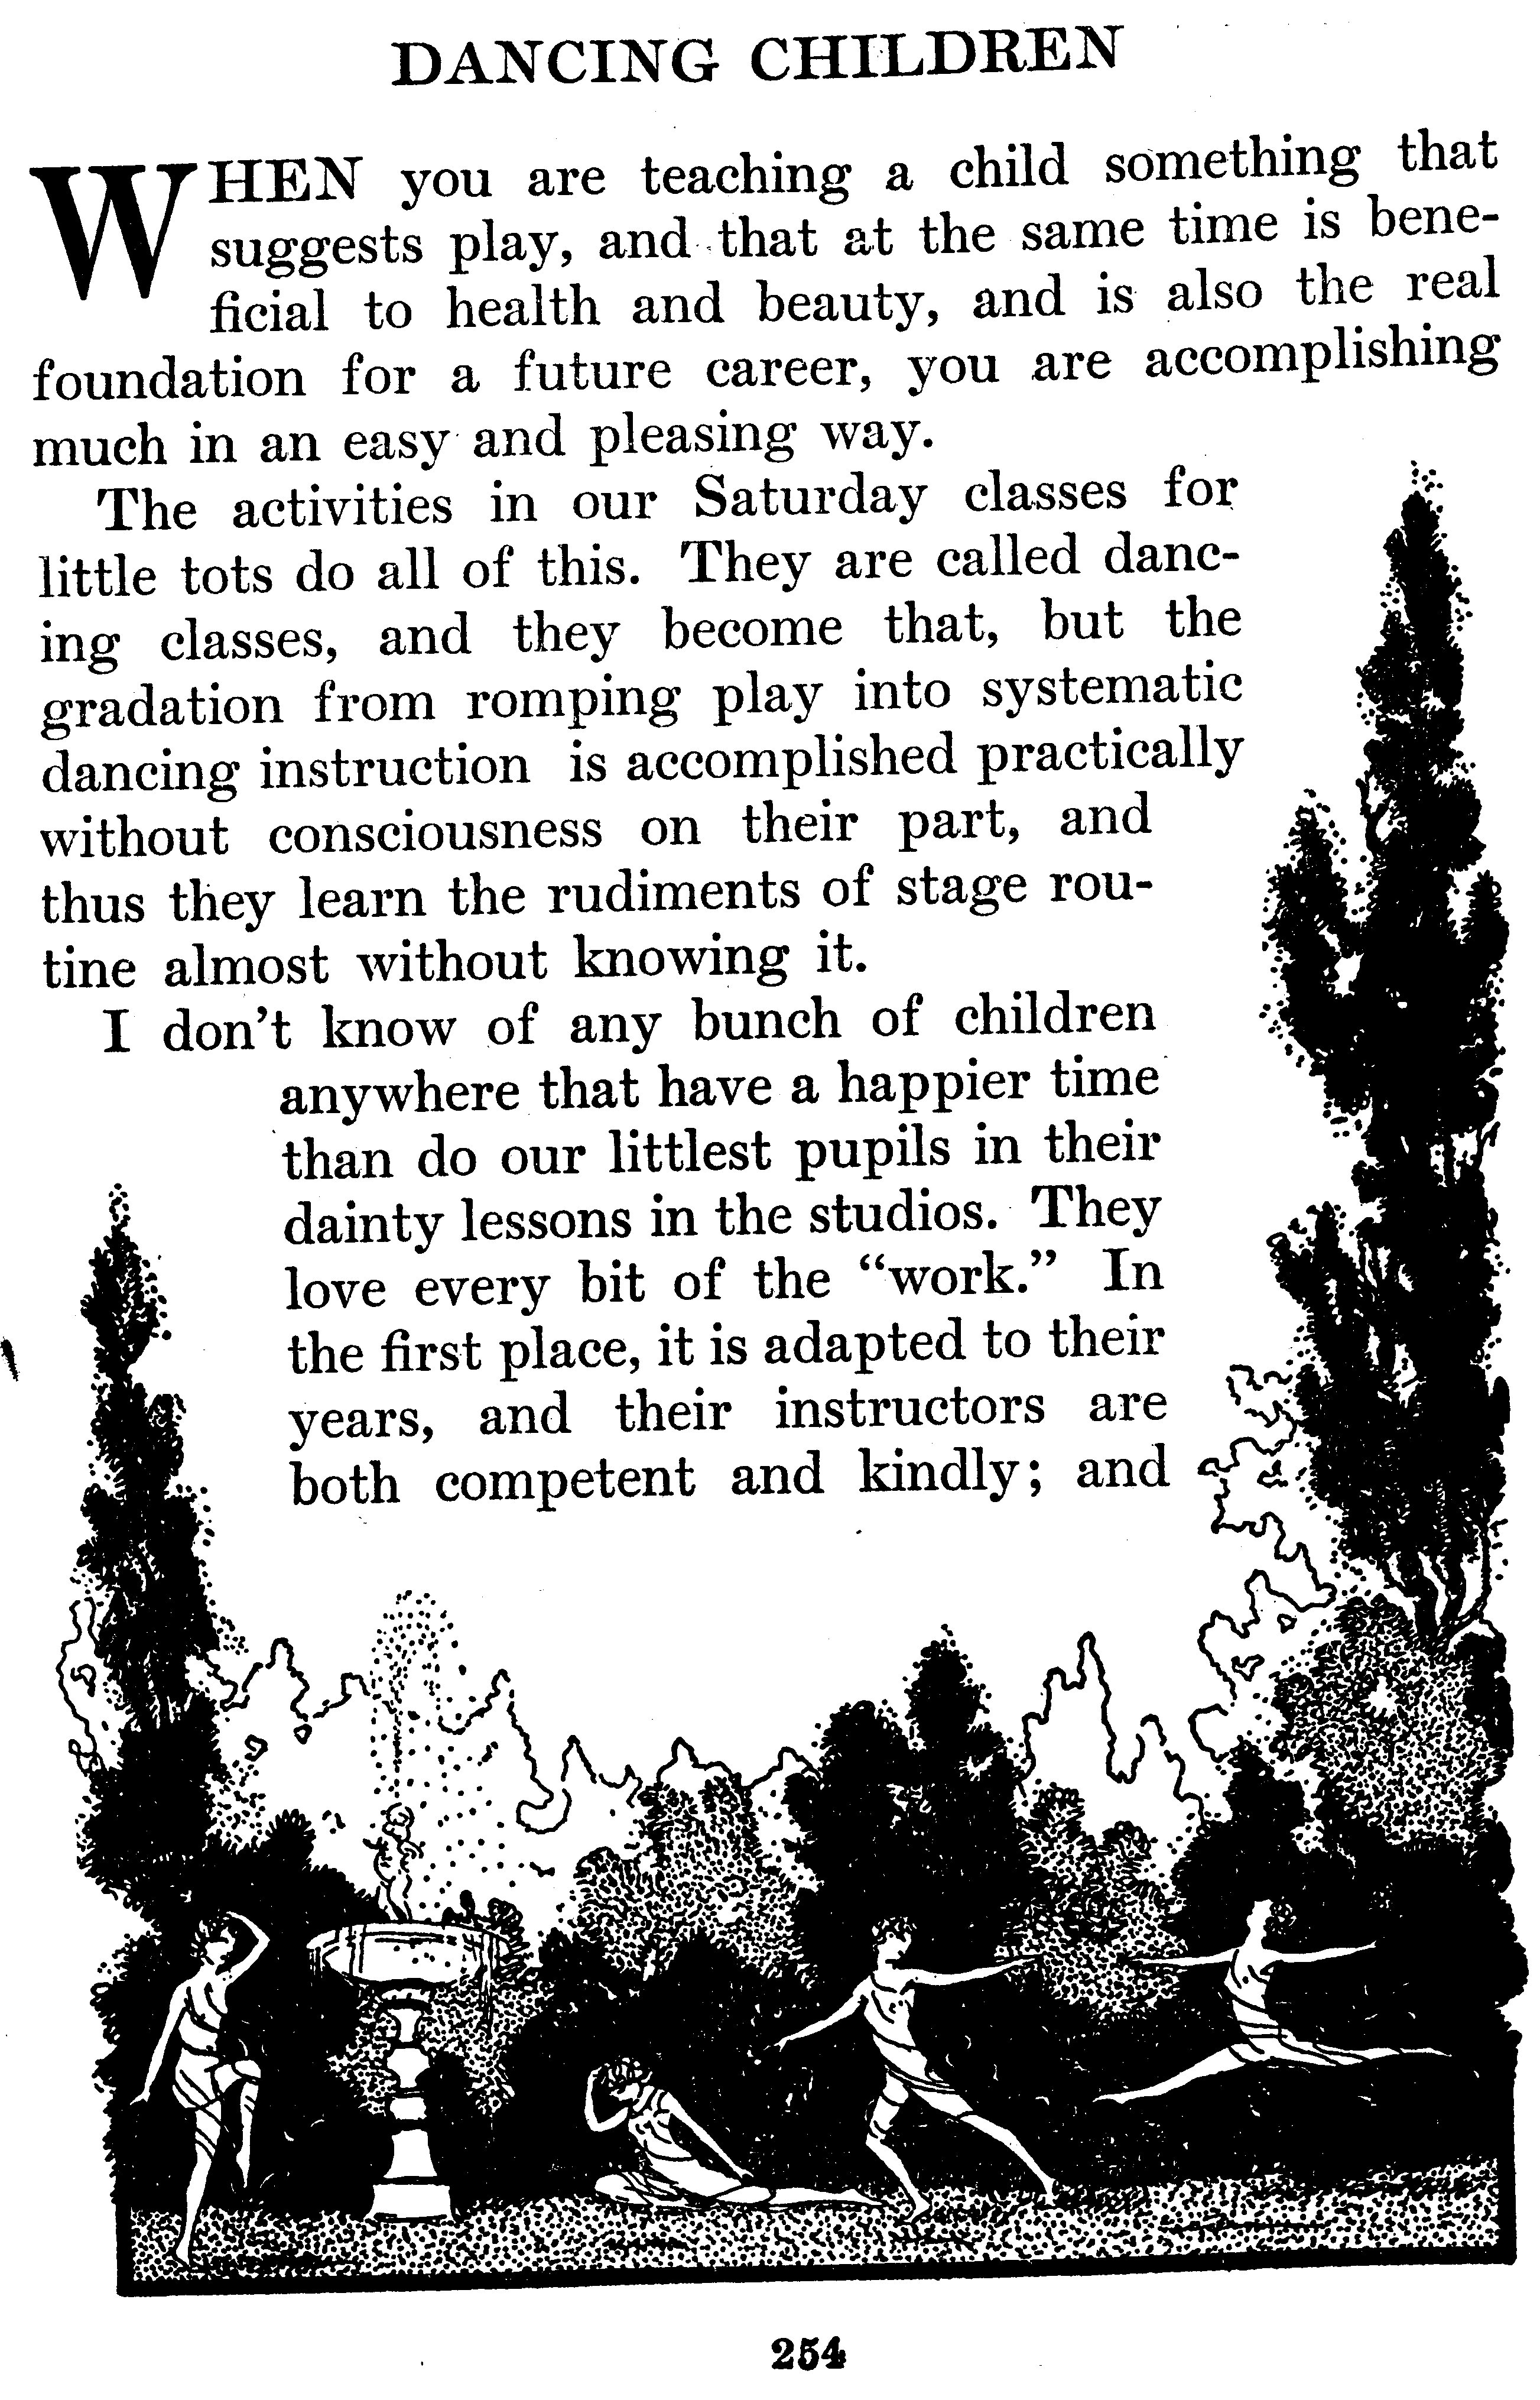 DANCING CHILDREN
WHEN you are teaching a child something that
suggests play, and that at the same time is bene-
ficial to health and beauty, and is also the real
foundation for a future career, you are accomplishing
much in an easy and pleasing way.
The activities in our Saturday classes for
little tots do all of this. They are called danc-
ing classes, and they become that, but the
gradation from romping play into systematic
dancing instruction is accomplished practically
without consciousness on their part, and
thus they learn the rudiments of stage rou-
tine almost without knowing it.
I don't know of any bunch of children
anywhere that have a happier time
than do our littlest pupils in their
dainty lessons in the studios. They
love every bit of the “work.” In
the first place, it is adapted to their
years, and their instructors are
both competent and kindly; and
254